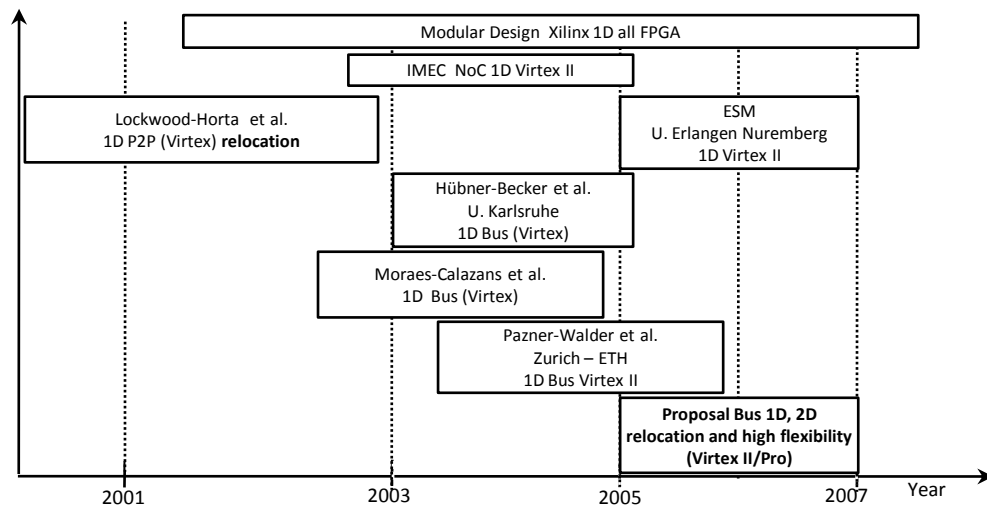 Modular Design Xilinx 1D all FPGA
IMEC NoC 1D Virtex II
Lockwood-Horta et al.
1D P2P (Virtex) relocation
ESM
U. Erlangen Nuremberg
1D Virtex II
Hübner-Becker et al.
U. Karlsruhe
1D Bus (Virtex)
Moraes-Calazans et al.
1D Bus (Virtex)
Pazner-Walder et al.
Zurich – ETH
1D Bus Virtex II
Proposal Bus 1D, 2D
relocation and high flexibility
(Virtex II/Pro)
2001 2003 2005 2007 Year